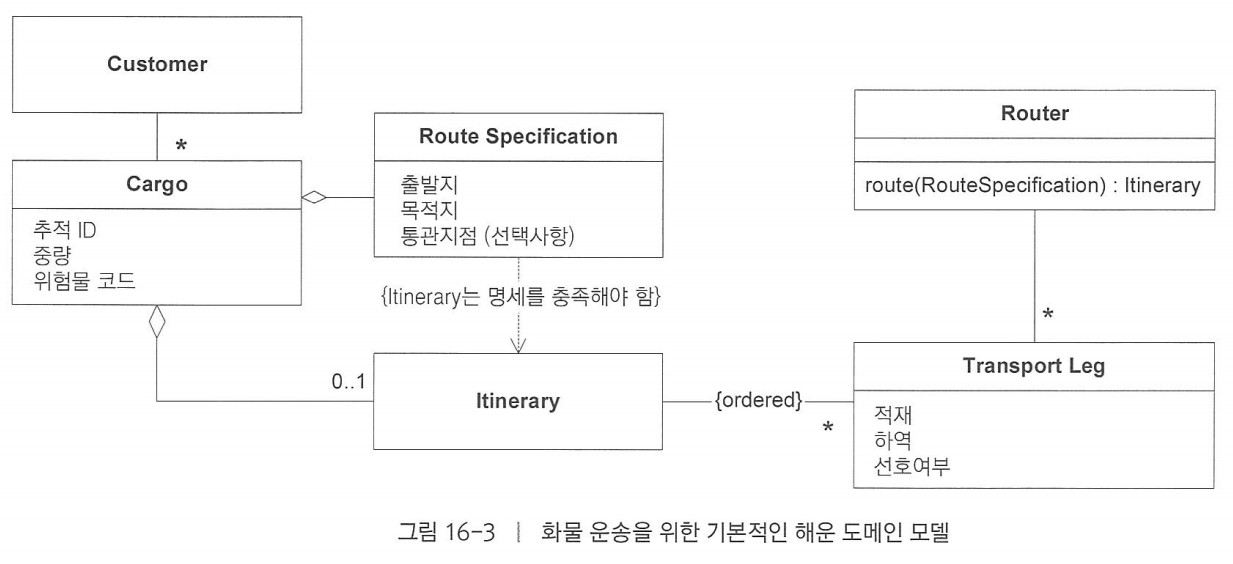 Customer
*
Cargo
추적 ID
중량
위험물 코드
Route Specification
출발지
목적지
통관지점 (선택사항)
{Itinerary는 명세를 충족해야 함}
0..1
Itinerary
{ordered}
*
Router
route(RouteSpecification) : Itinerary
*
Transport Leg
적재
하역
선호여부
그림 16-3 | 화물 운송을 위한 기본적인 해운 도메인 모델